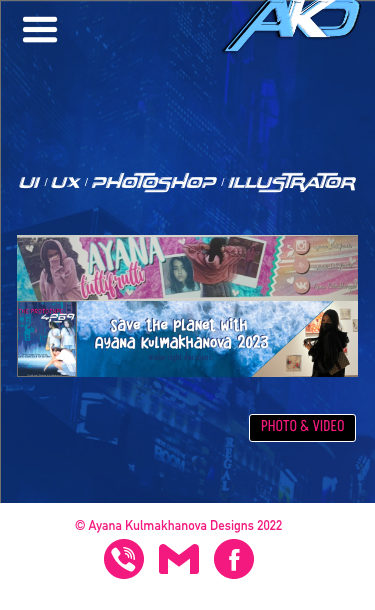 AKD
UI / UX / PHOTOSHOP / ILLUSTRATOR
AYANA
tuttifrutti
4269
Save the planet with
Ayana Kulmakhanova 2023
PHOTO & VIDEO
© Ayana Kulmakhanova Designs 2022